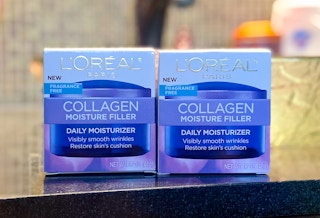 L'ORÉAL
PARIS
NEW
FRAGRANCE
FREE
COLLAGEN
MOISTURE FILLER
DAILY MOISTURIZER
Visibly smooth wrinkles
Restore skin's cushion
L'ORÉAL
PARIS
NEW
FRAGRANCE
FREE
COLLAGEN
MOISTURE FILLER
DAILY MOISTURIZER
Visibly smooth wrinkles
Restore skin's cushion